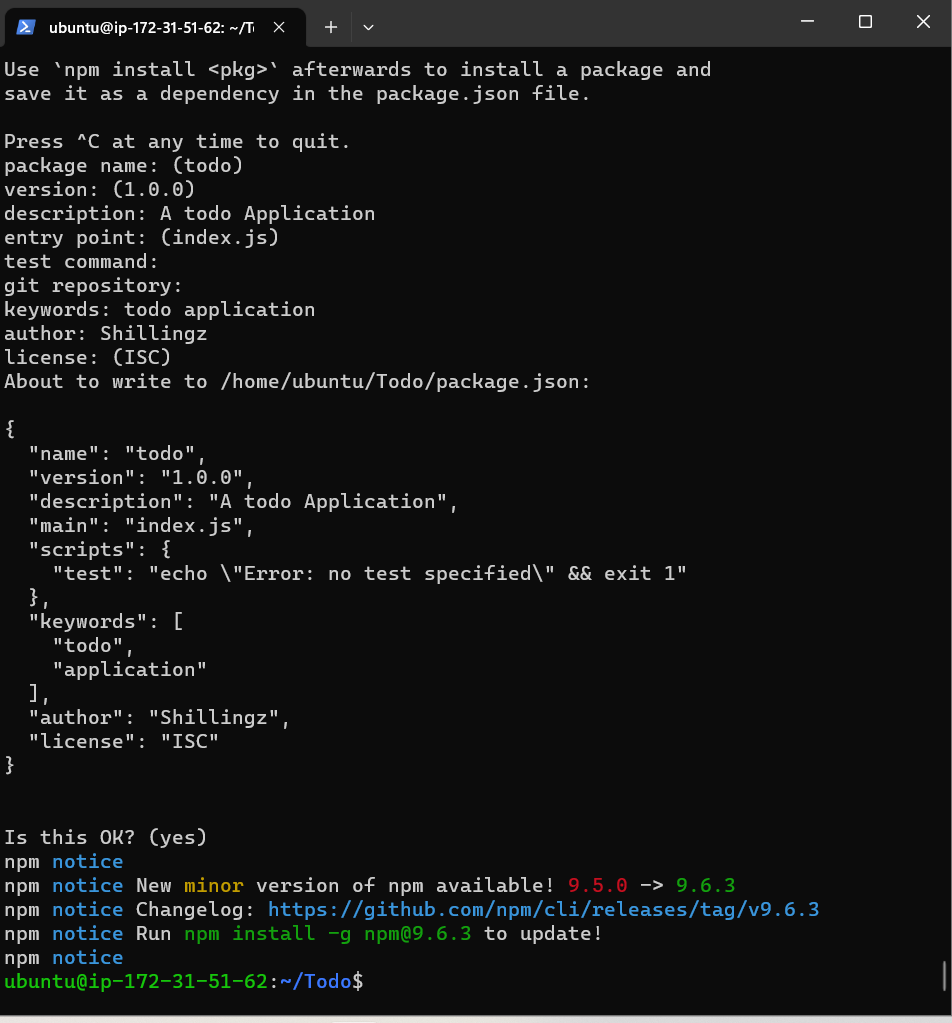 ubuntu@ip-172-31-51-62: ~/T
Use `npm install <pkg>` afterwards to install a package and
save it as a dependency in the package.json file.
Press ^C at any time to quit.
package name: (todo)
version: (1.0.0)
description: A todo Application
entry point: (index.js)
test command:
git repository:
keywords: todo application
author: Shillingz
license: (ISC)
About to write to /home/ubuntu/Todo/package.json:
{
  "name": "todo",
  "version": "1.0.0",
  "description": "A todo Application",
  "main": "index.js",
  "scripts": {
    "test": "echo \"Error: no test specified\" && exit 1"
  },
  "keywords": [
    "todo",
    "application"
  ],
  "author": "Shillingz",
  "license": "ISC"
}
Is this OK? (yes)
npm notice
npm notice New minor version of npm available! 9.5.0 -> 9.6.3
npm notice Changelog: https://github.com/npm/cli/releases/tag/v9.6.3
npm notice Run npm install -g npm@9.6.3 to update!
npm notice
ubuntu@ip-172-31-51-62:~/Todo$